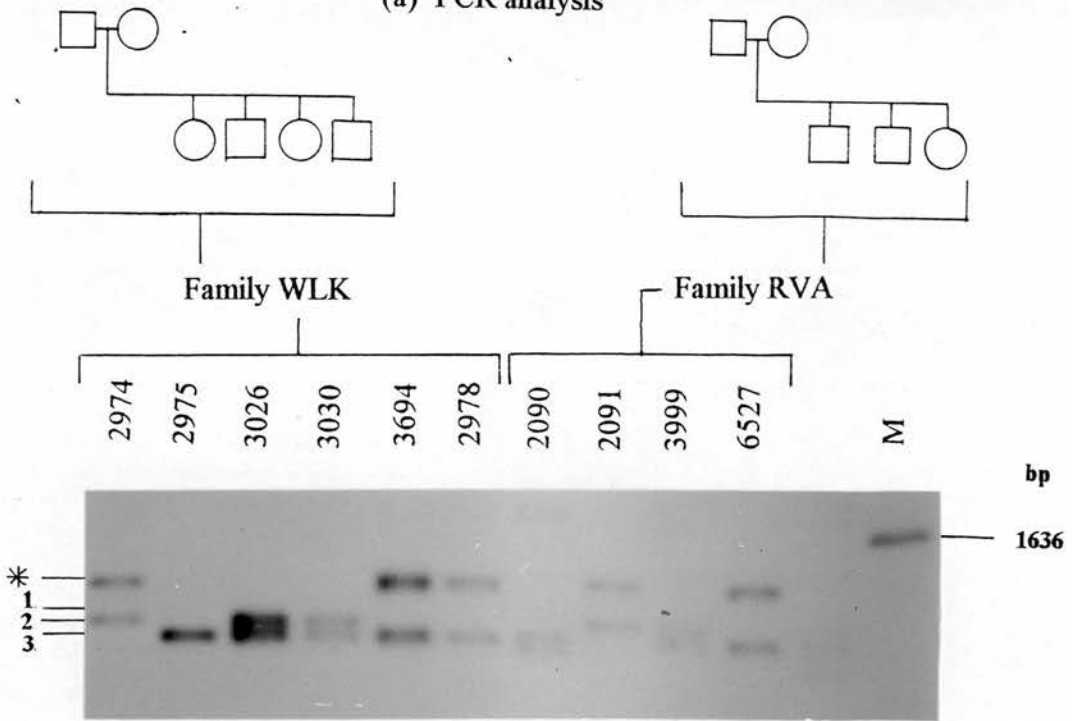 (a) PCR analysis
Family WLK
Family RVA
2974 2975 3026 3030 3694 2978 2090 2091 3999 6527 M
bp
1636
*
1
2
3